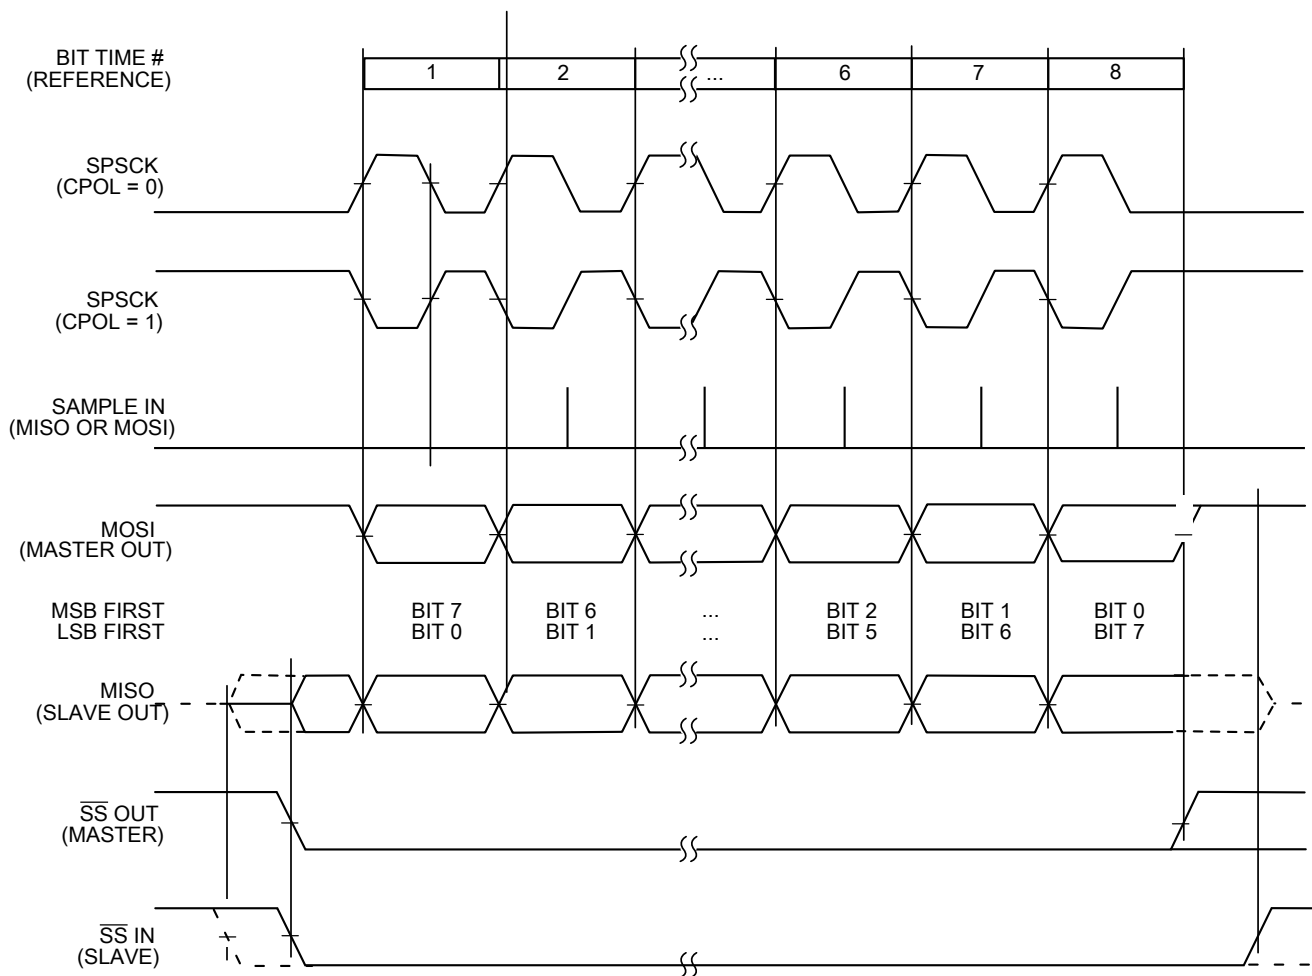 BIT TIME #
(REFERENCE)
1 2 ... 6 7 8
SPSCK
(CPOL = 0)
SPSCK
(CPOL = 1)
SAMPLE IN
(MISO OR MOSI)
MOSI
(MASTER OUT)
MSB FIRST BIT 7 BIT 6 ... BIT 2 BIT 1 BIT 0
LSB FIRST BIT 0 BIT 1 ... BIT 5 BIT 6 BIT 7
MISO
(SLAVE OUT)
SS OUT
(MASTER)
SS IN
(SLAVE)